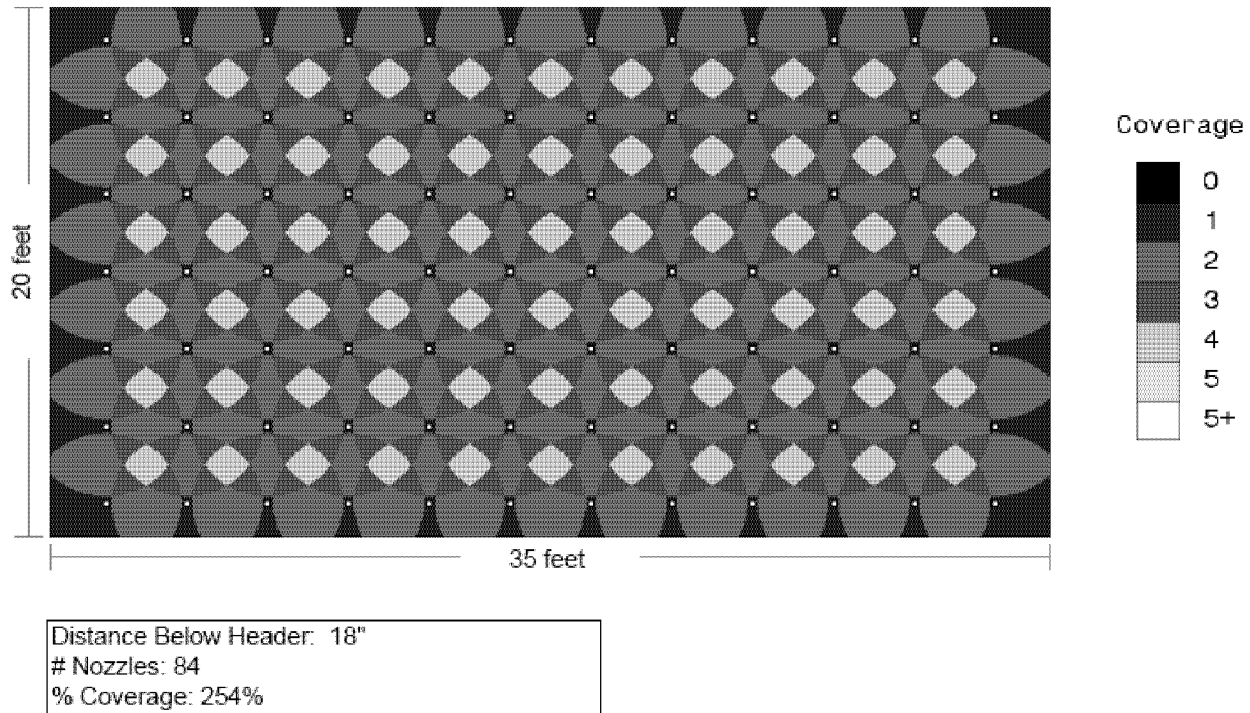 Coverage
0
1
2
3
4
5
5+
20 feet
35 feet
Distance Below Header: 18"
# Nozzles: 84
% Coverage: 254%